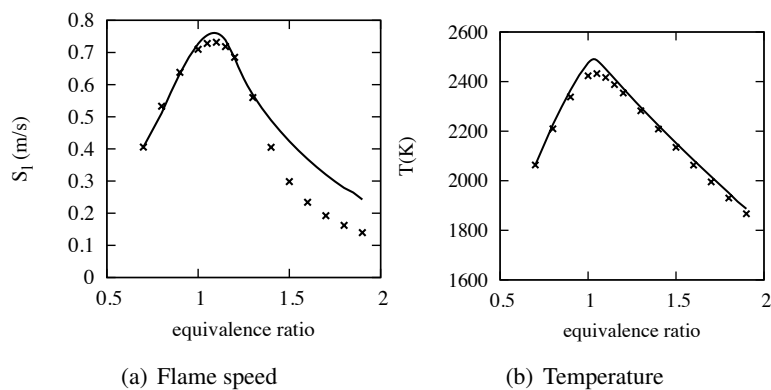 0.8
0.7
0.6
0.5
0.4
0.3
0.2
0.1
0
S_l (m/s)
0.5 1 1.5 2
equivalence ratio
(a) Flame speed
2600
2400
2200
2000
1800
1600
T(K)
0.5 1 1.5 2
equivalence ratio
(b) Temperature